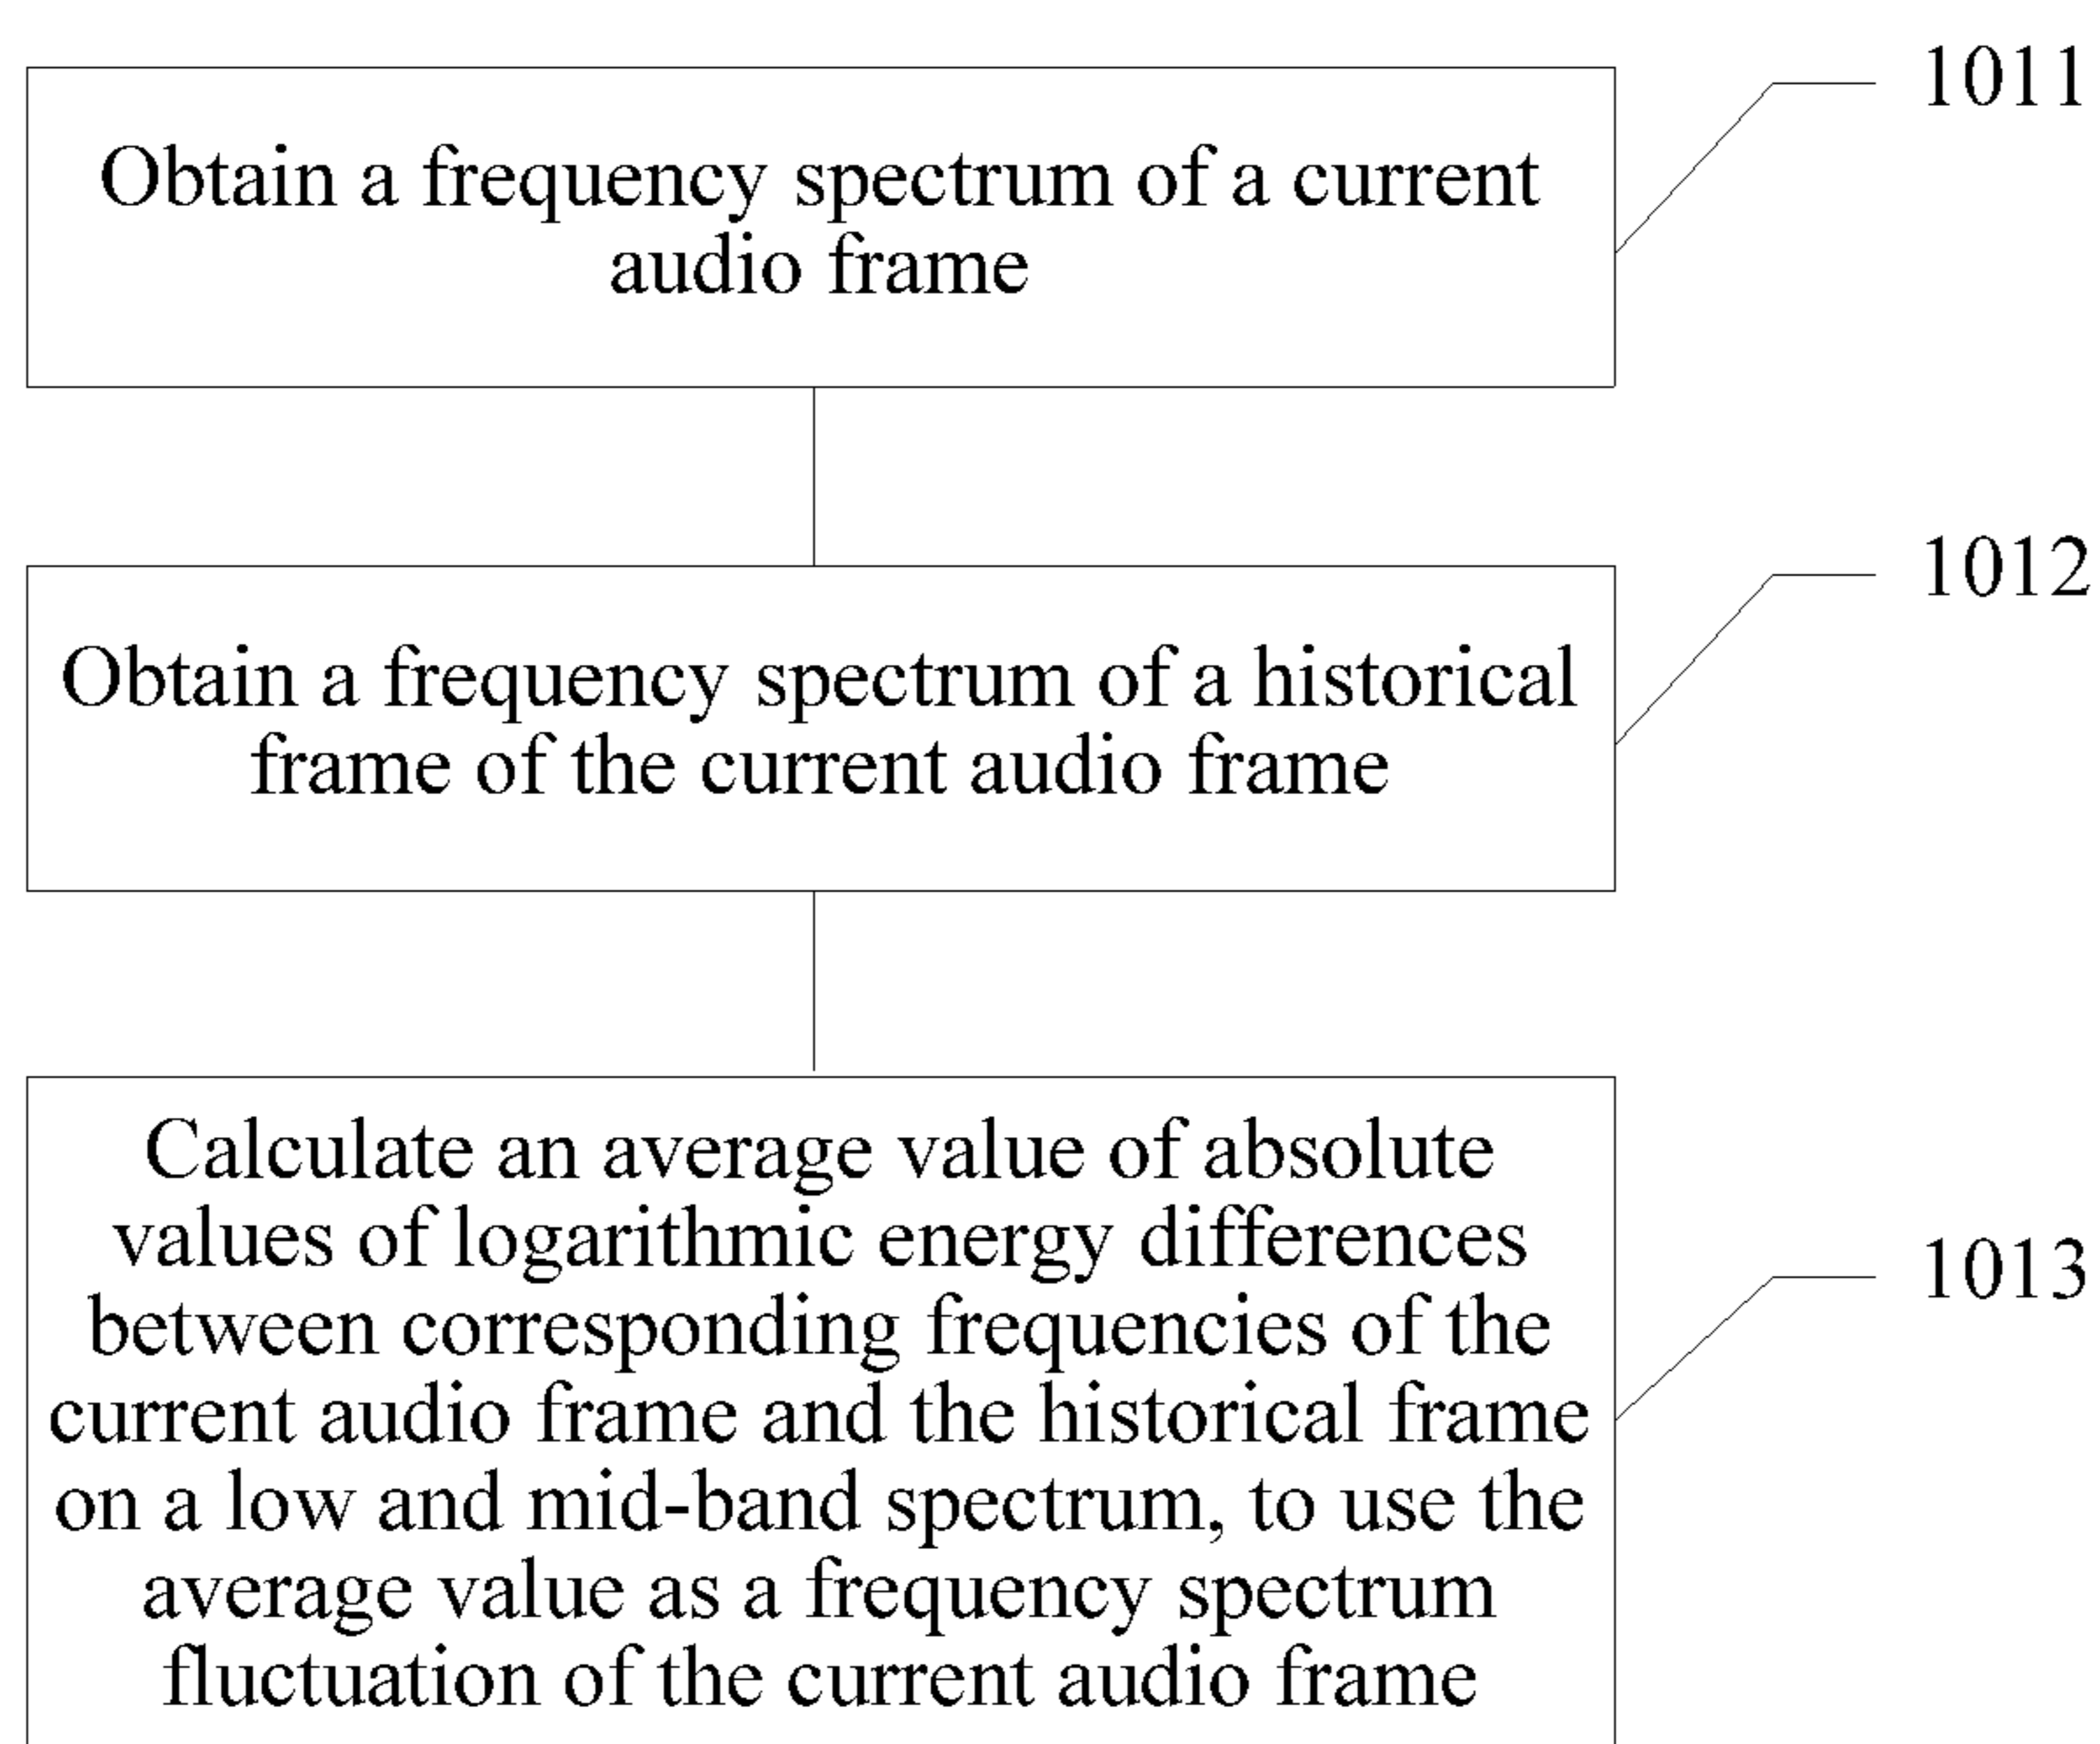 1011
Obtain a frequency spectrum of a current
audio frame
1012
Obtain a frequency spectrum of a historical
frame of the current audio frame
1013
Calculate an average value of absolute
values of logarithmic energy differences
between corresponding frequencies of the
current audio frame and the historical frame
on a low and mid-band spectrum, to use the
average value as a frequency spectrum
fluctuation of the current audio frame